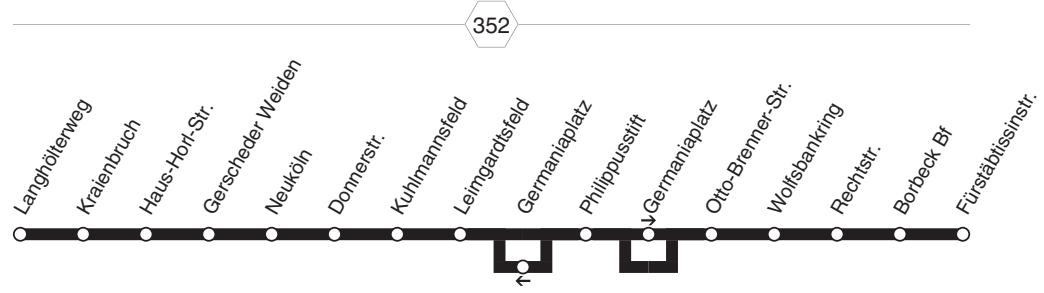 352
Langhölterweg
Kraienbruch
Haus-Horl-Str.
Gerscheder Weiden
Neuköln
Donnerstr.
Kuhlmannsfeld
Leimgardtsfeld
Germaniaplatz
Philippusstift
Germaniaplatz
Otto-Brenner-Str.
Wolfsbankring
Rechtstr.
Borbeck Bf
Fürstäbtissinstr.